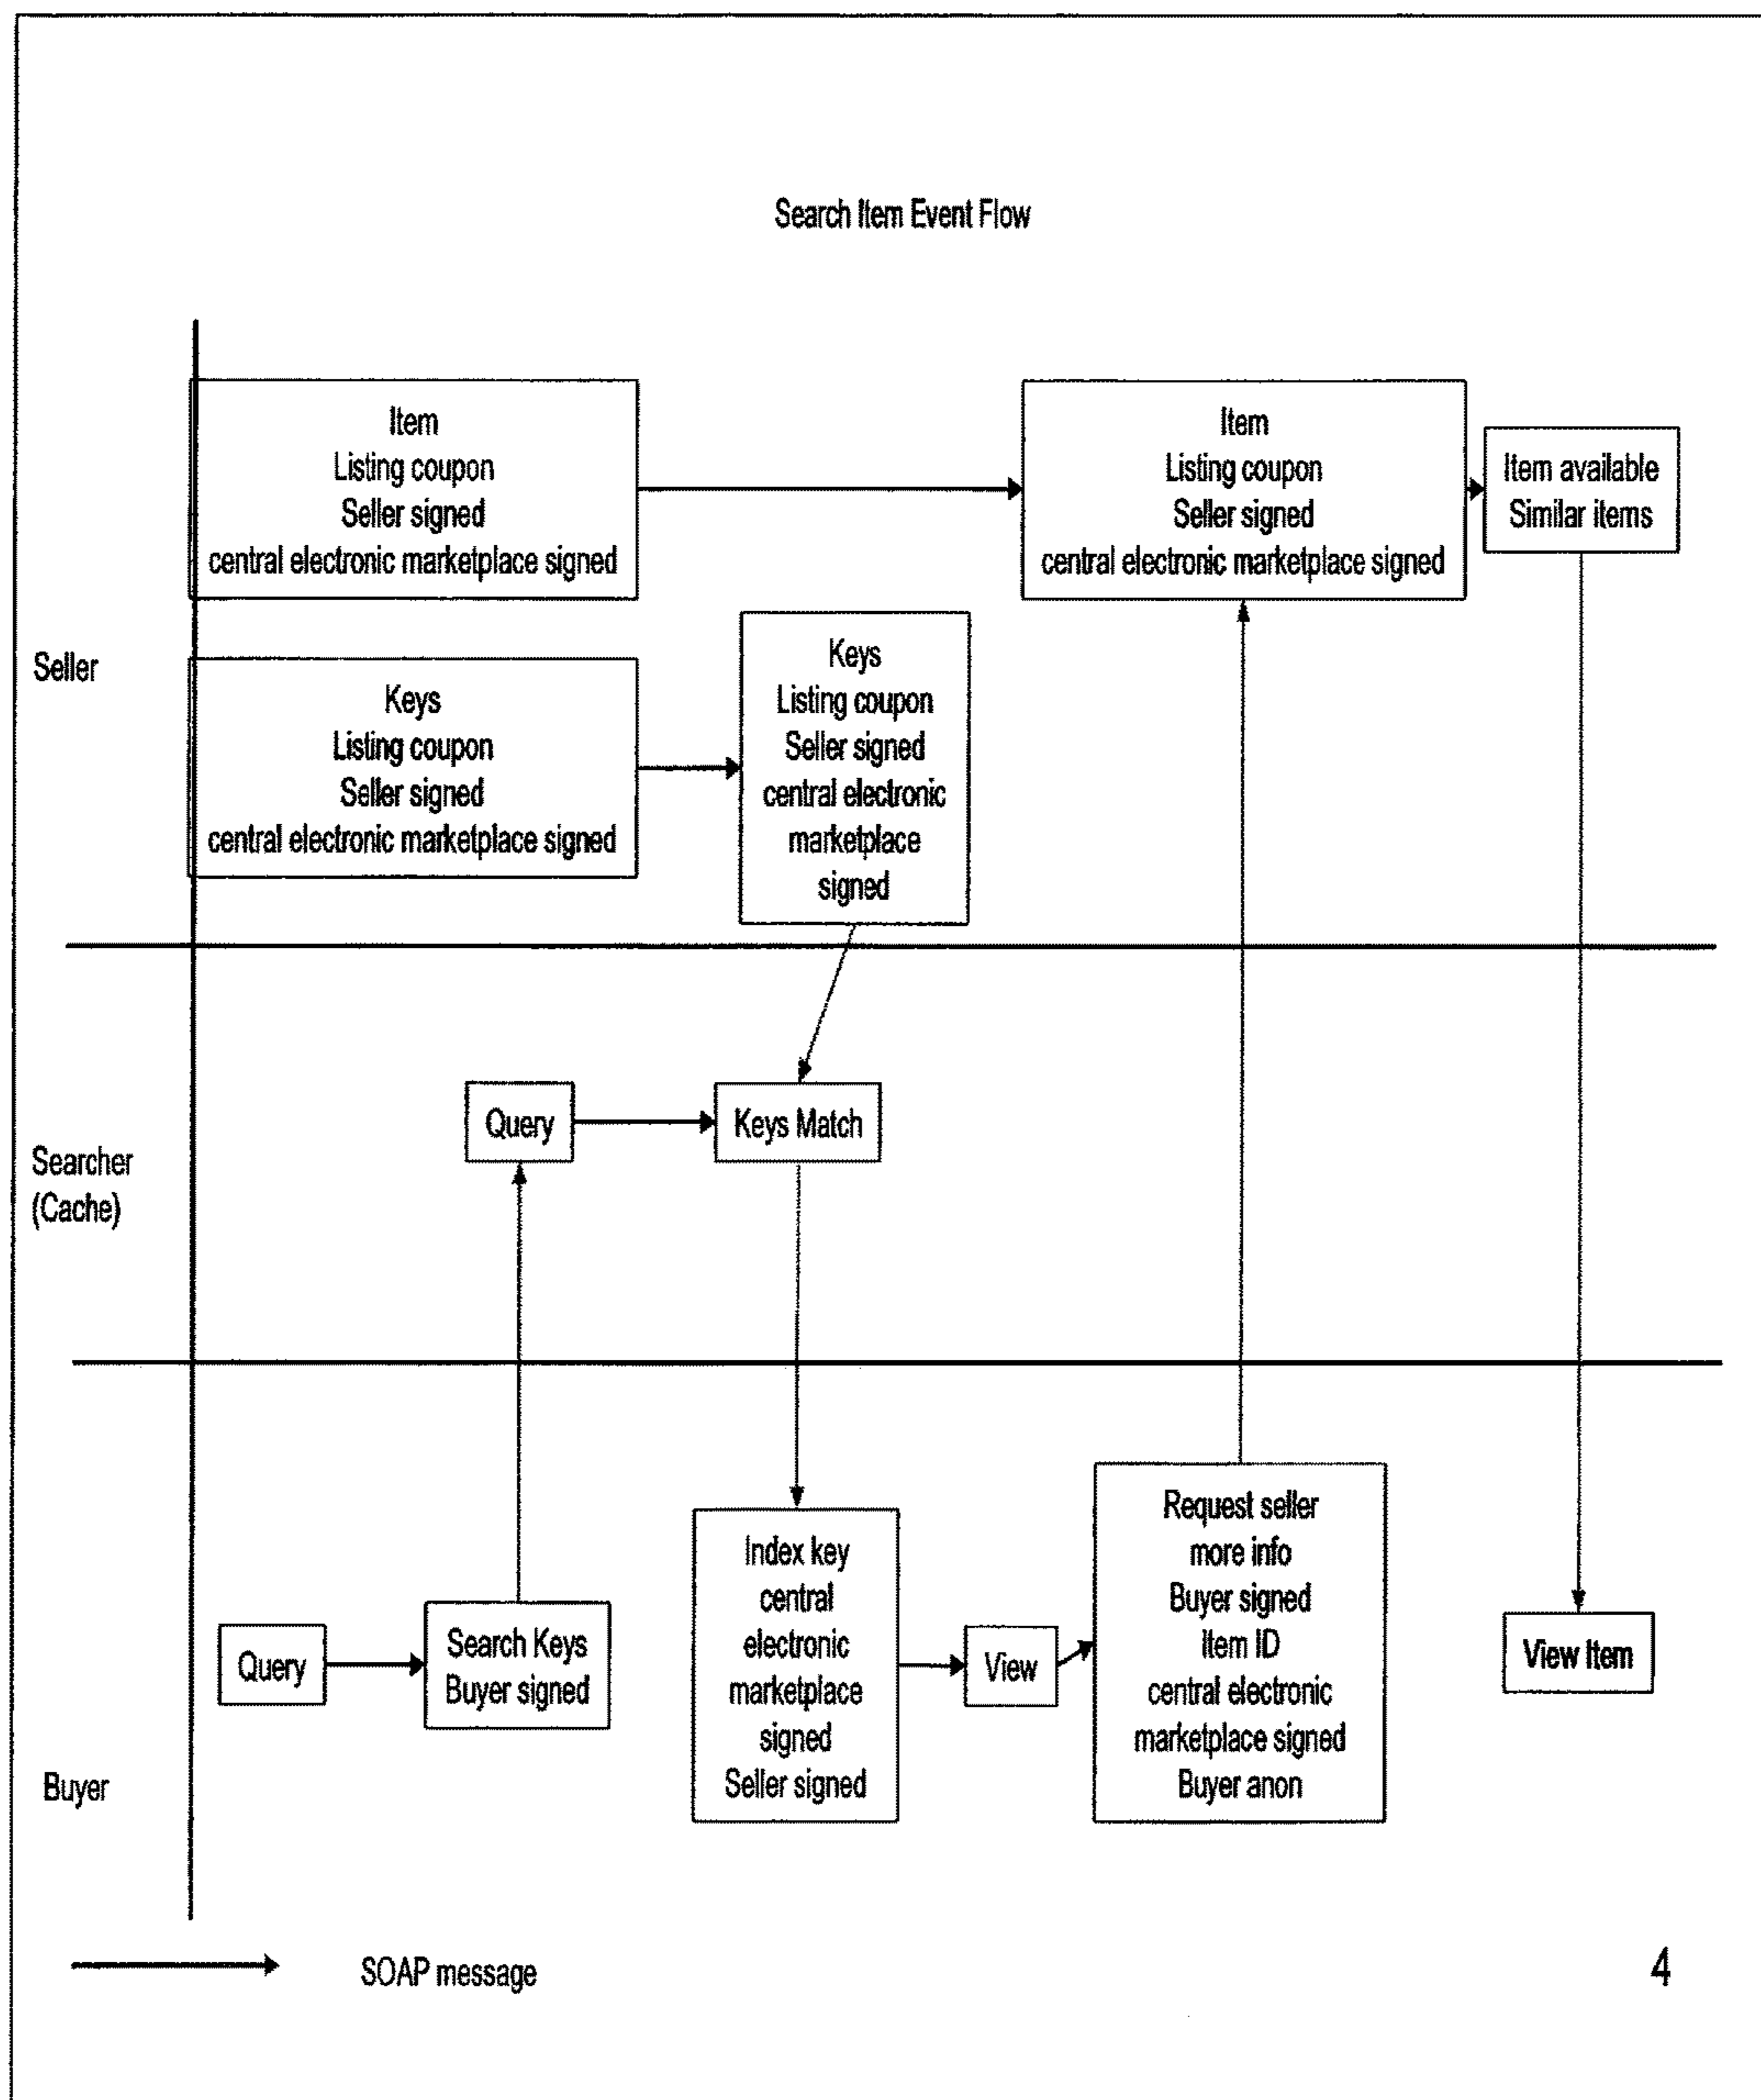 Search Item Event Flow
Item
Listing coupon
Seller signed
central electronic marketplace signed
Item
Listing coupon
Seller signed
central electronic marketplace signed
Item available
Similar items
Seller
Keys
Listing coupon
Seller signed
central electronic marketplace signed
Keys
Listing coupon
Seller signed
central electronic
marketplace
signed
Searcher
(Cache)
Query
Keys Match
Buyer
Query
Search Keys
Buyer signed
Index key
central
electronic
marketplace
signed
Seller signed
View
Request seller
more info
Buyer signed
Item ID
central electronic
marketplace signed
Buyer anon
View Item
SOAP message
4